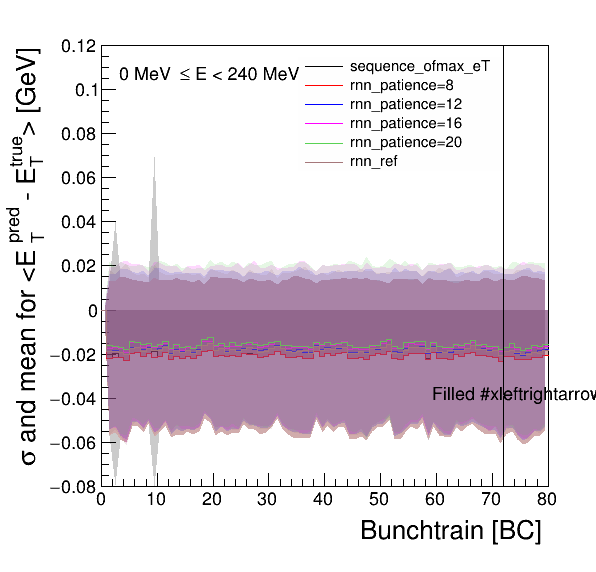 σ and mean for <E_T^pred - E_T^true> [GeV]
0.12
0.1
0.08
0.06
0.04
0.02
0
−0.02
−0.04
−0.06
−0.08
0 MeV ≤ E < 240 MeV
sequence_ofmax_eT
rnn_patience=8
rnn_patience=12
rnn_patience=16
rnn_patience=20
rnn_ref
Filled #xleftrightarrow
0 10 20 30 40 50 60 70 80
Bunchtrain [BC]